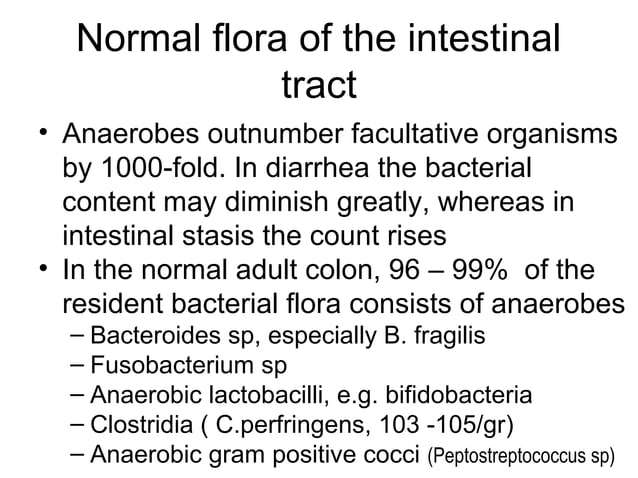 Normal flora of the intestinal
tract
• Anaerobes outnumber facultative organisms
by 1000-fold. In diarrhea the bacterial
content may diminish greatly, whereas in
intestinal stasis the count rises
• In the normal adult colon, 96 – 99%  of the
resident bacterial flora consists of anaerobes
– Bacteroides sp, especially B. fragilis
– Fusobacterium sp
– Anaerobic lactobacilli, e.g. bifidobacteria
– Clostridia ( C.perfringens, 103 -105/gr)
– Anaerobic gram positive cocci (Peptostreptococcus sp)